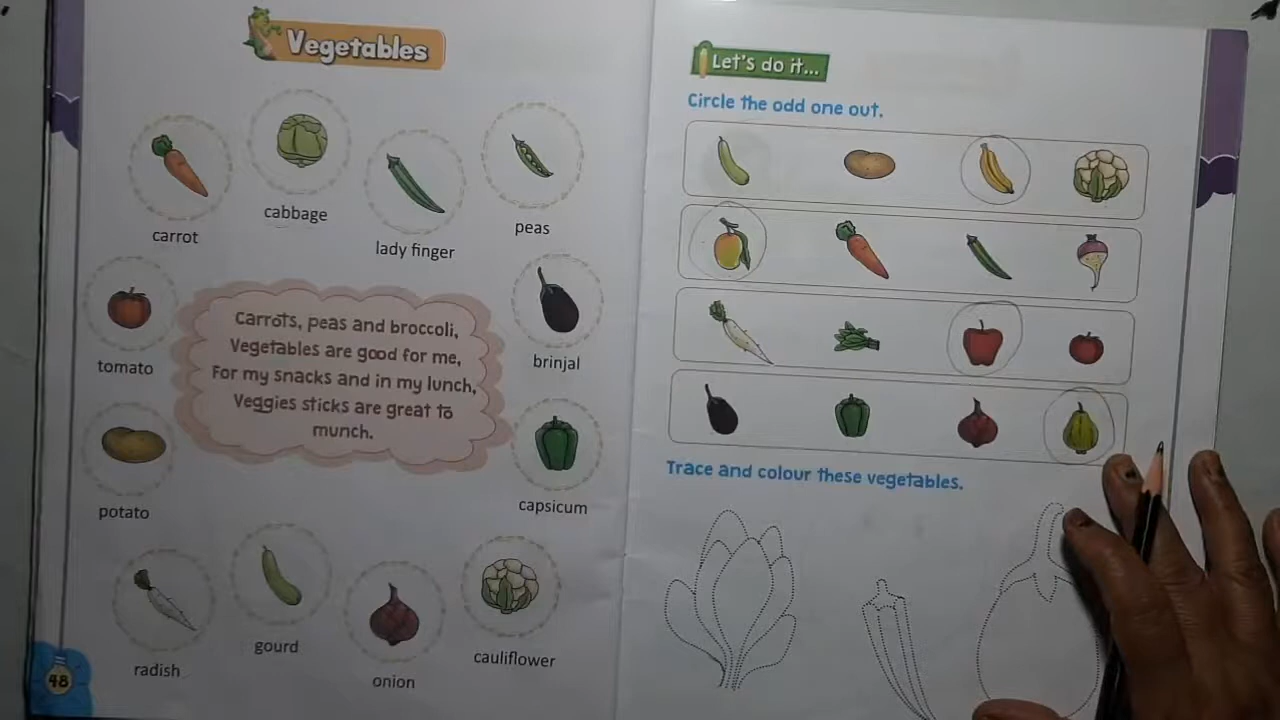 Vegetables
carrot
cabbage
lady finger
peas
tomato
Carrots, peas and broccoli,
Vegetables are good for me,
For my snacks and in my lunch,
Veggies sticks are great to
munch.
brinjal
potato
capsicum
radish
gourd
onion
cauliflower
48
Let's do it...
Circle the odd one out.
Trace and colour these vegetables.